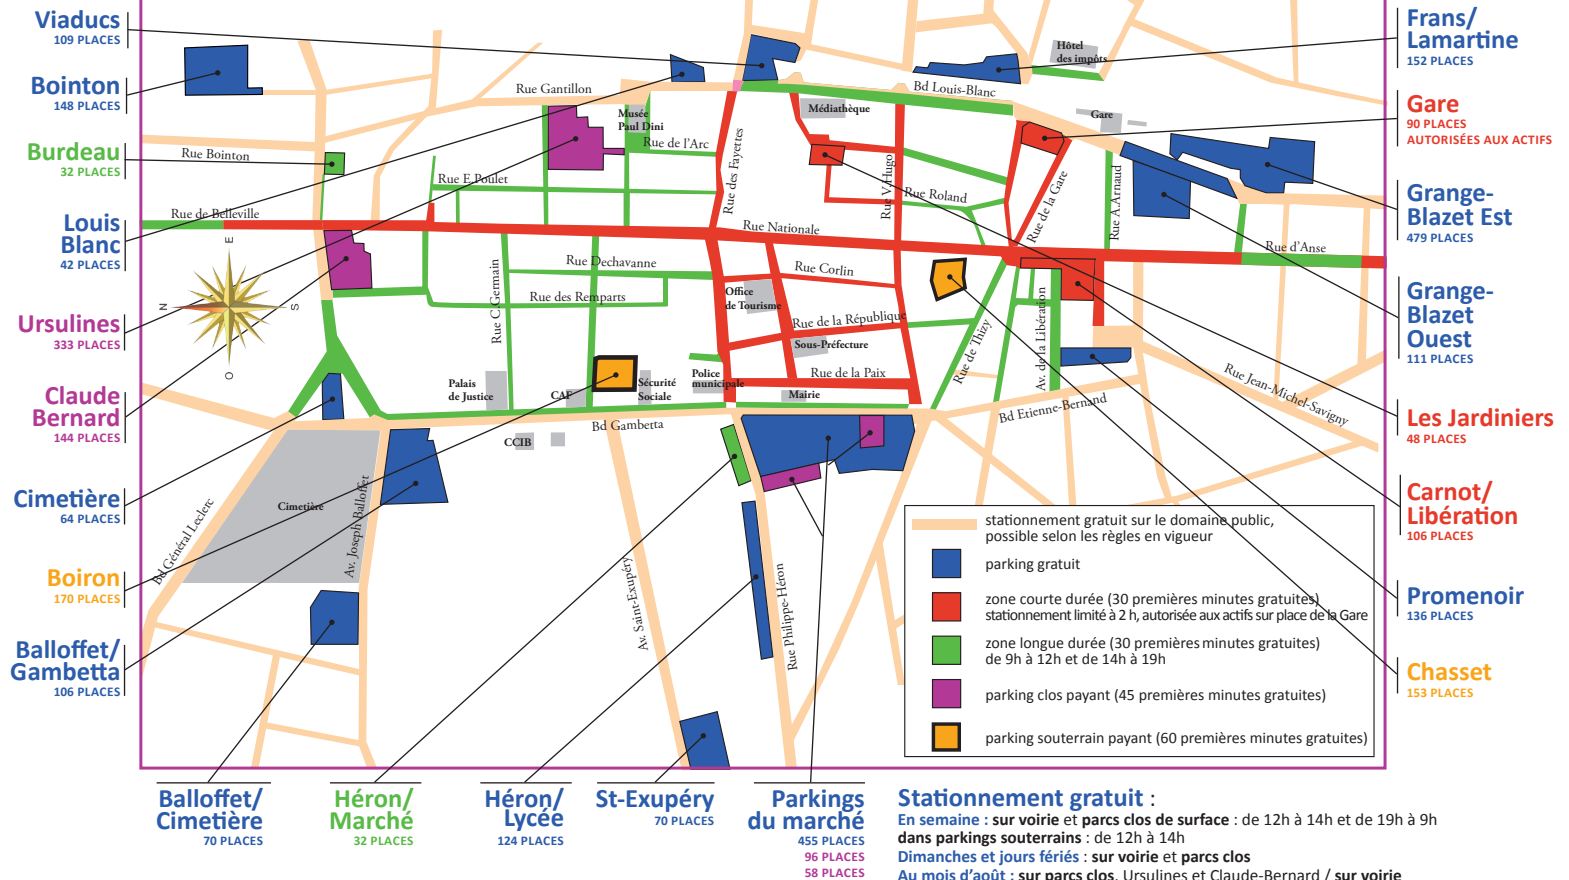 Viaducs
109 PLACES
Bointon
148 PLACES
Burdeau
32 PLACES
Louis
Blanc
42 PLACES
Ursulines
333 PLACES
Claude
Bernard
144 PLACES
Cimetière
64 PLACES
Boiron
170 PLACES
Balloffet/
Gambetta
106 PLACES
Rue Gantillon
Musée
Paul Dini
Rue de l'Arc
Rue Bointon
Rue F.Poulet
Rue de Belleville
Rue des Fayettes
Médiathèque
Bd Louis-Blanc
Hôtel
des impôts
Gare
Rue V.Hugo
Rue Roland
Rue de la Gare
Rue A.Arnaud
Rue Nationale
Rue d'Anse
E
N
S
O
Rue C.Germain
Rue Dechavanne
Rue des Remparts
Rue Corlin
Office
de Tourisme
Rue de la République
Sous-Préfecture
Rue de la Paix
Mairie
Police
municipale
Sécurité
Sociale
CAF
Palais
de Justice
CCIB
Bd Gambetta
Rue de Thizy
Av. de la Libération
Bd Etienne-Bernand
Rue Jean-Michel-Savigny
Cimetière
Bd Général Leclerc
Av. Joseph Balloffet
Av. Saint-Exupéry
Rue Philippe-Héron
stationnement gratuit sur le domaine public,
possible selon les règles en vigueur
parking gratuit
zone courte durée (30 premières minutes gratuites)
stationnement limité à 2 h, autorisée aux actifs sur place de la Gare
zone longue durée (30 premières minutes gratuites)
de 9h à 12h et de 14h à 19h
parking clos payant (45 premières minutes gratuites)
parking souterrain payant (60 premières minutes gratuites)
Frans/
Lamartine
152 PLACES
Gare
90 PLACES
AUTORISÉES AUX ACTIFS
Grange-
Blazet Est
479 PLACES
Grange-
Blazet
Ouest
111 PLACES
Les Jardiniers
48 PLACES
Carnot/
Libération
106 PLACES
Promenoir
136 PLACES
Chasset
153 PLACES
Balloffet/
Cimetière
70 PLACES
Héron/
Marché
32 PLACES
Héron/
Lycée
124 PLACES
St-Exupéry
70 PLACES
Parkings
du marché
455 PLACES
96 PLACES
58 PLACES
Stationnement gratuit :
En semaine : sur voirie et parcs clos de surface : de 12h à 14h et de 19h à 9h
dans parkings souterrains : de 12h à 14h
Dimanches et jours fériés : sur voirie et parcs clos
Au mois d'août : sur parcs clos, Ursulines et Claude-Bernard / sur voirie